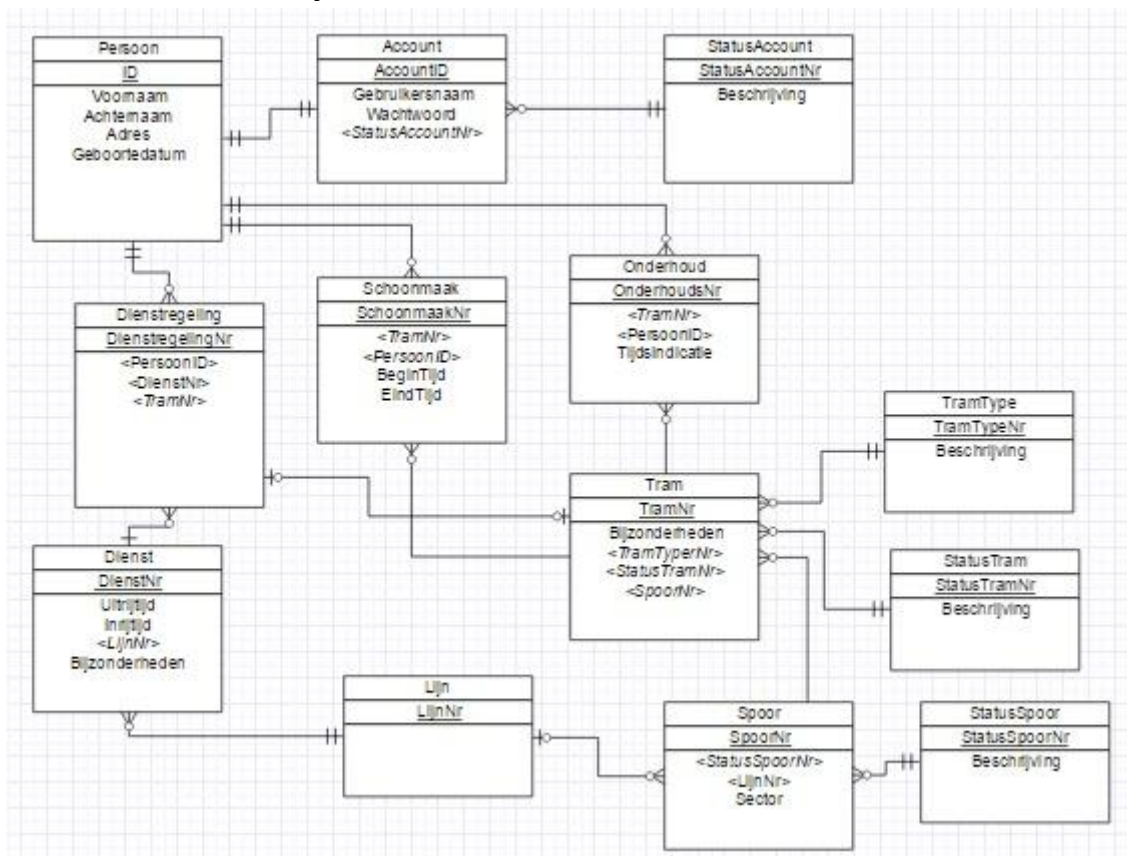 Persoon
ID
Voornaam
Achternaam
Adres
Geboortedatum
Account
AccountID
Gebruikersnaam
Wachtwoord
<StatusAccountNr>
StatusAccount
StatusAccountNr
Beschrijving
Dienstregeling
DienstregelingNr
<PersoonID>
<DienstNr>
<TramNr>
Schoonmaak
SchoonmaakNr
<TramNr>
<PersoonID>
BeginTijd
EindTijd
Onderhoud
OnderhoudsNr
<TramNr>
<PersoonID>
Tijdsindicatie
TramType
TramTypeNr
Beschrijving
Tram
TramNr
Bijzonderheden
<TramTyperNr>
<StatusTramNr>
<SpoorNr>
Dienst
DienstNr
Uitrijtijd
Inrijtijd
<LijnNr>
Bijzonderheden
StatusTram
StatusTramNr
Beschrijving
Lijn
LijnNr
Spoor
SpoorNr
<StatusSpoorNr>
<LijnNr>
Sector
StatusSpoor
StatusSpoorNr
Beschrijving